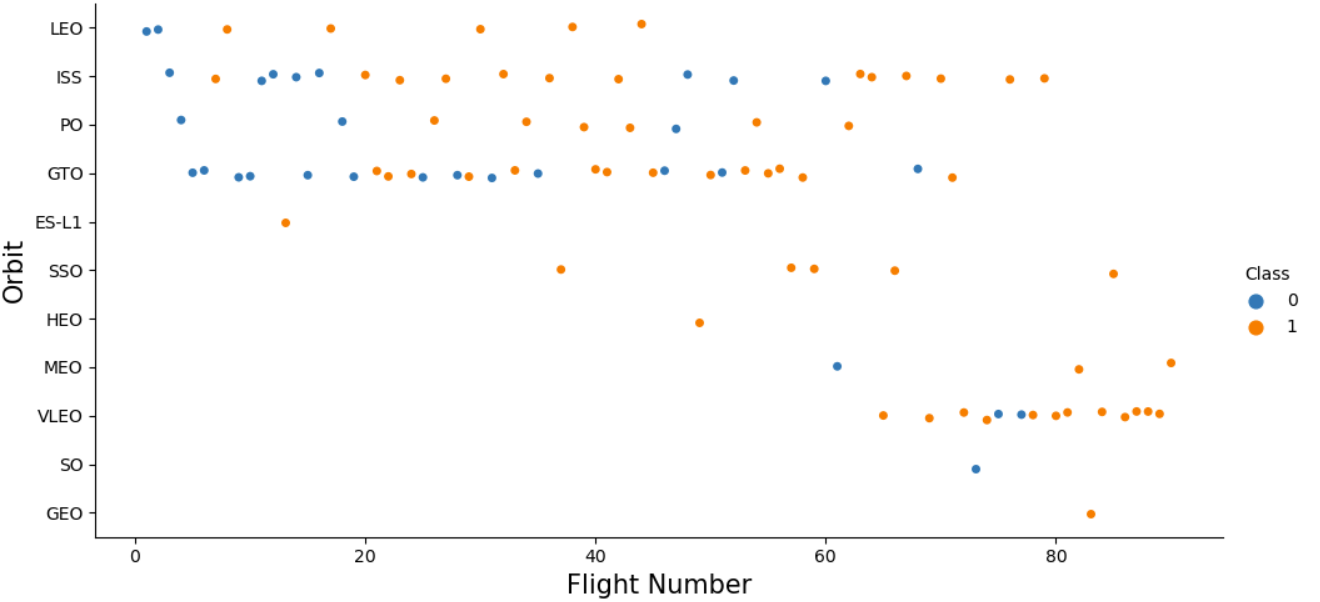 LEO
ISS
PO
GTO
ES-L1
SSO
HEO
MEO
VLEO
SO
GEO
Orbit
0 20 40 60 80
Flight Number
Class
0
1